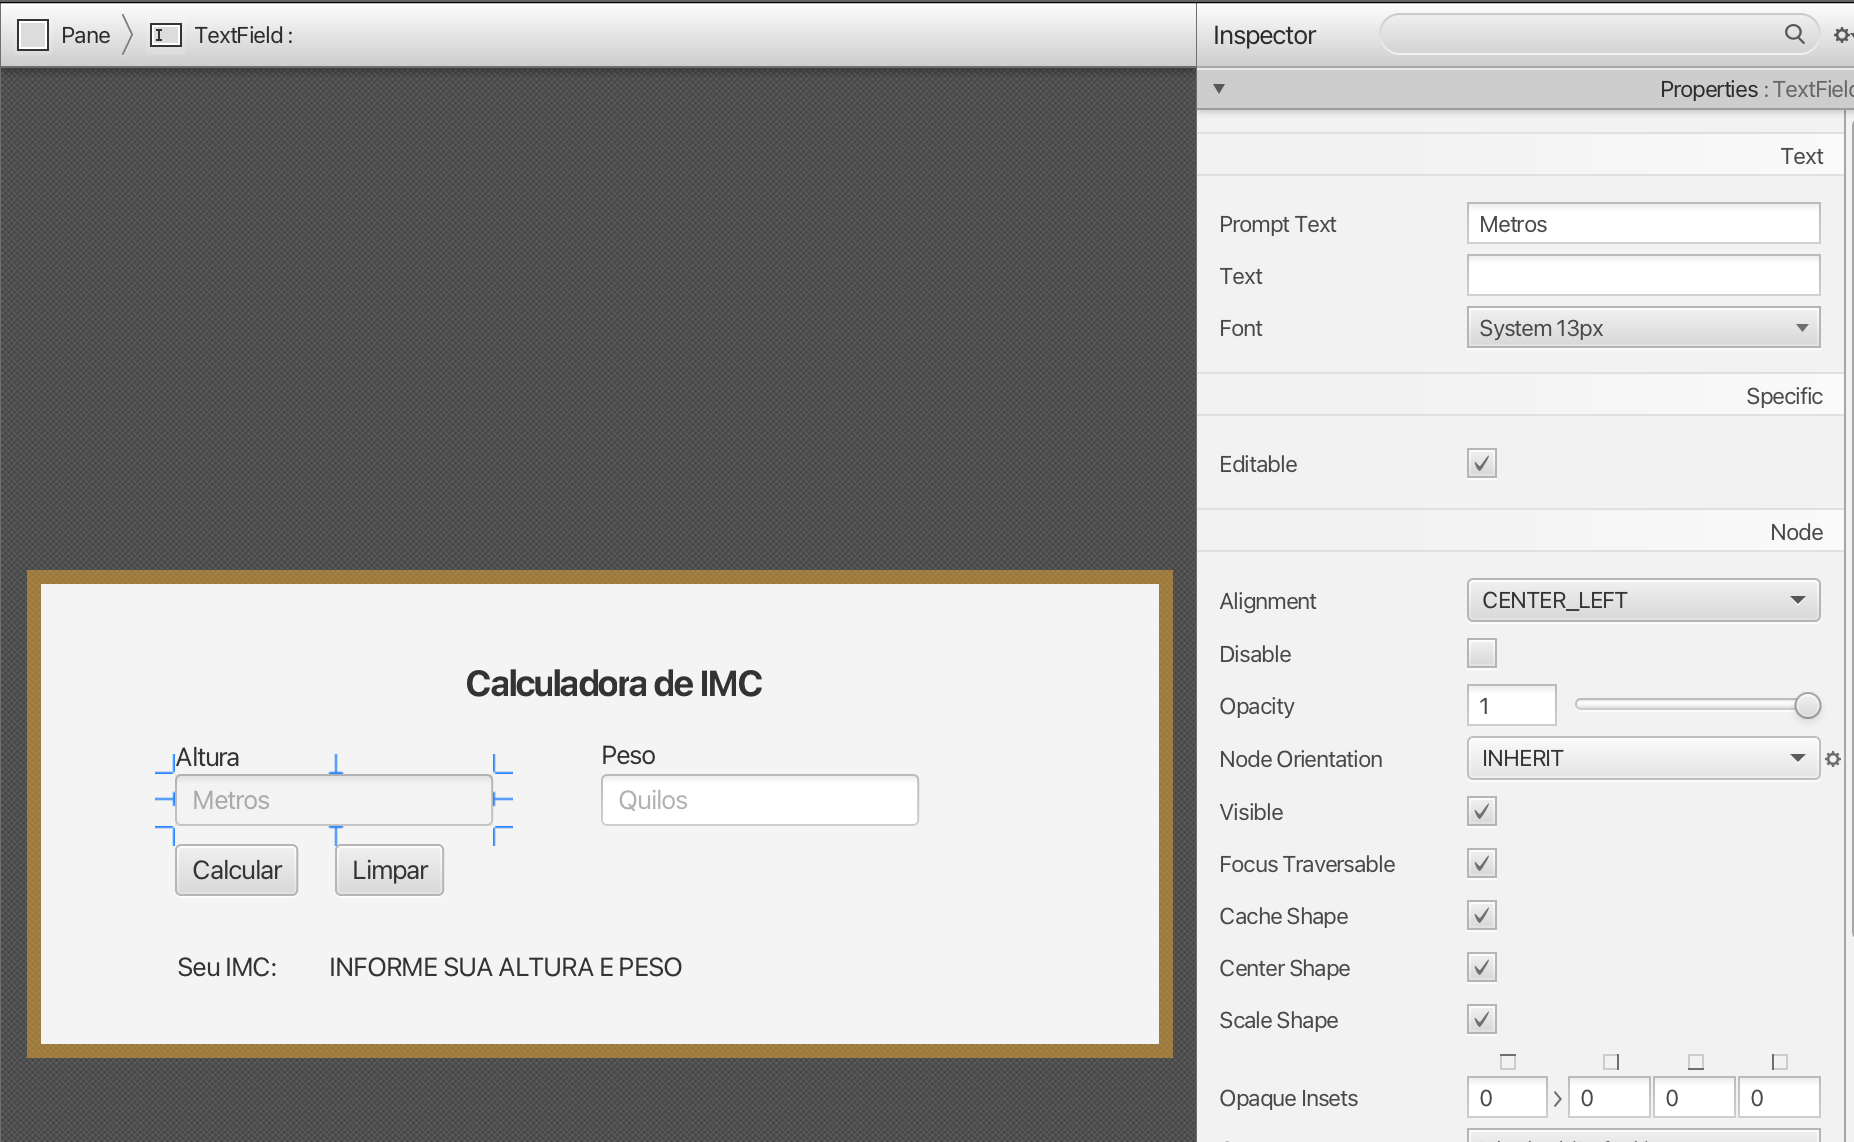 Pane
TextField :
Inspector
Properties : TextField
Text
Prompt Text
Metros
Text
Font
System 13px
Specific
Editable
Node
Alignment
CENTER_LEFT
Disable
Opacity
1
Node Orientation
INHERIT
Visible
Focus Traversable
Cache Shape
Center Shape
Scale Shape
Opaque Insets
0
0
0
0
Calculadora de IMC
Altura
Peso
Metros
Quilos
Calcular
Limpar
Seu IMC:
INFORME SUA ALTURA E PESO